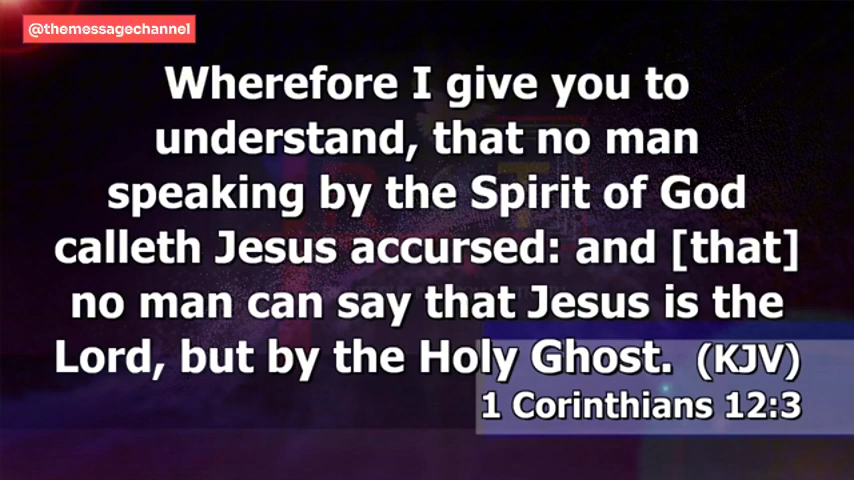 @themessagechannel
Wherefore I give you to
understand, that no man
speaking by the Spirit of God
calleth Jesus accursed: and [that]
no man can say that Jesus is the
Lord, but by the Holy Ghost. (KJV)
1 Corinthians 12:3